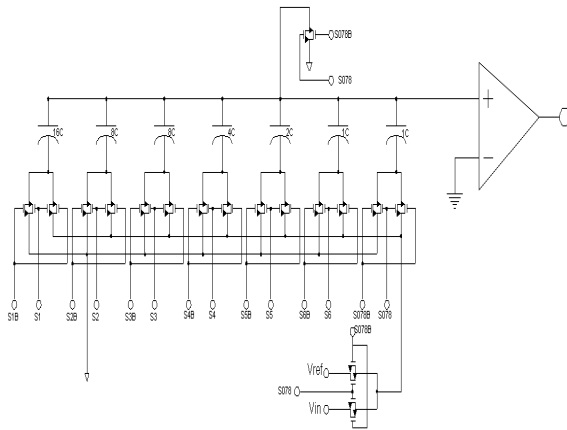 S078B
S078
16C
8C
8C
4C
2C
1C
1C
+
−
S1B S1 S2B S2 S3B S3 S4B S4 S5B S5 S6B S6 S078B S078
S078B
Vref
S078
Vin